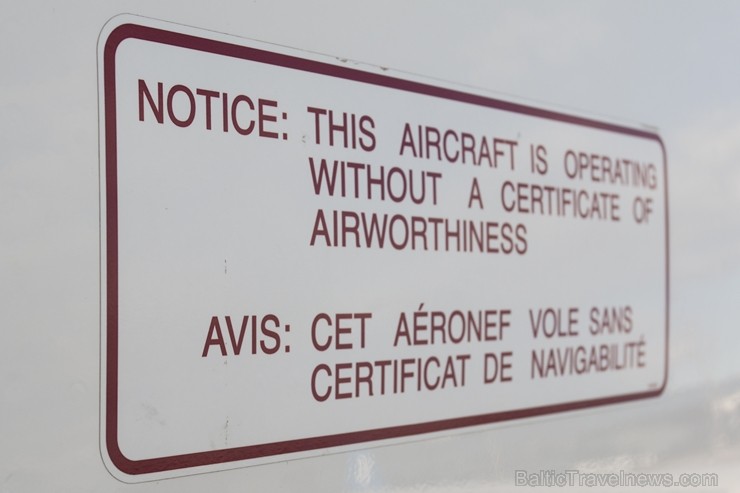 NOTICE: THIS AIRCRAFT IS OPERATING
WITHOUT A CERTIFICATE OF
AIRWORTHINESS
AVIS: CET AÉRONEF VOLE SANS
CERTIFICAT DE NAVIGABILITÉ
BalticTravelnews.com